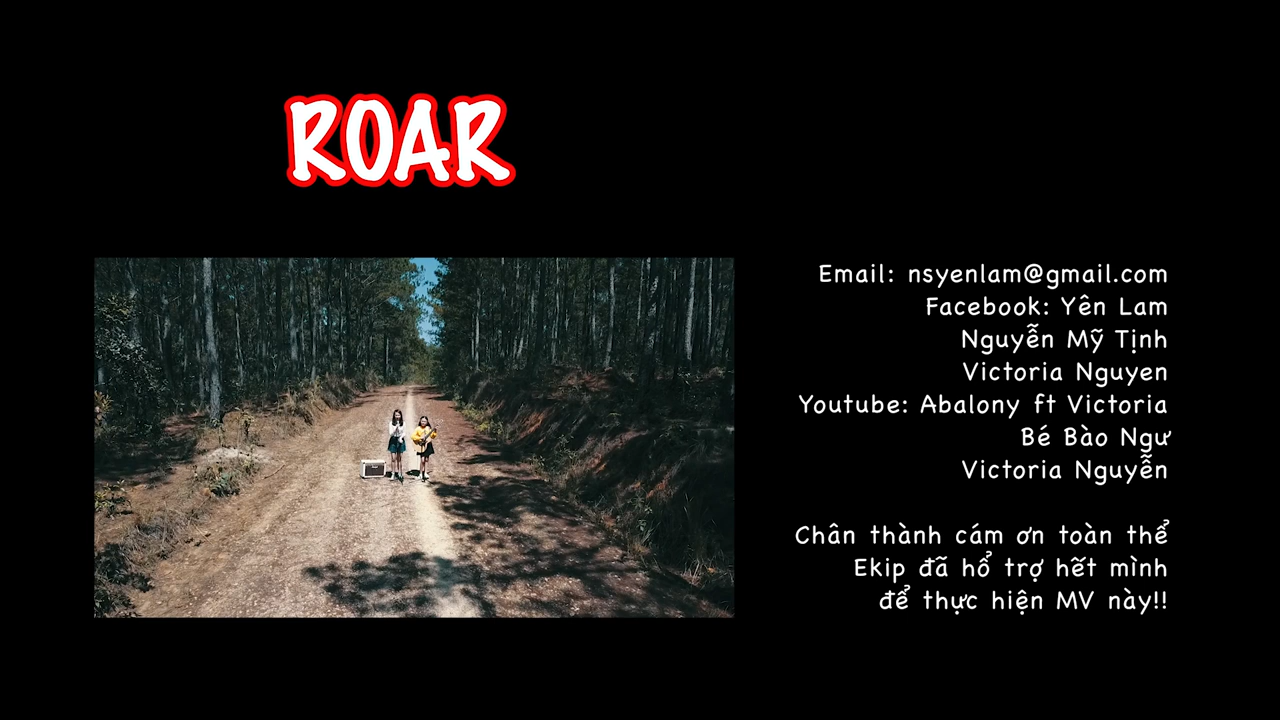 ROAR
Email: nsyenlam@gmail.com
Facebook: Yên Lam
Nguyễn Mỹ Tịnh
Victoria Nguyen
Youtube: Abalony ft Victoria
Bé Bào Ngư
Victoria Nguyễn
Chân thành cám ơn toàn thể
Ekip đã hổ trợ hết mình
để thực hiện MV này!!